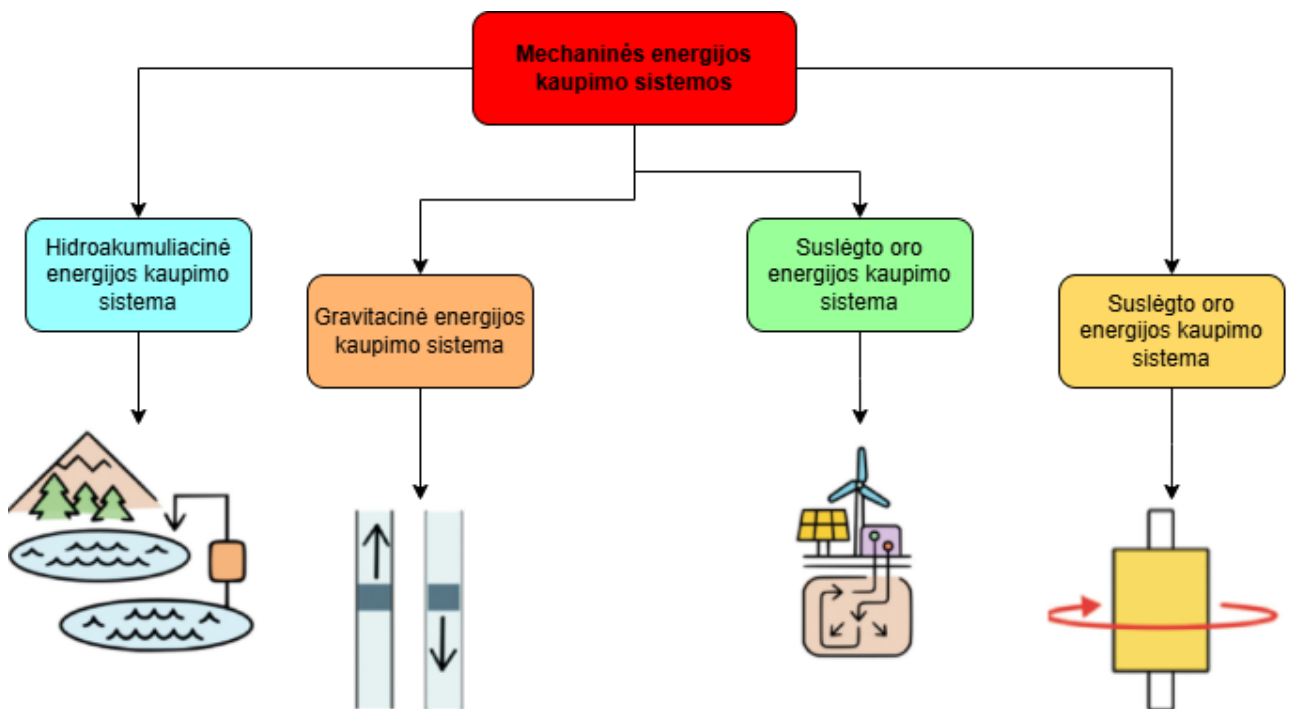 Mechaninės energijos
kaupimo sistemos
Hidroakumuliacinė
energijos kaupimo
sistema
Gravitacinė energijos
kaupimo sistema
Suslėgto oro
energijos kaupimo
sistema
Suslėgto oro
energijos kaupimo
sistema